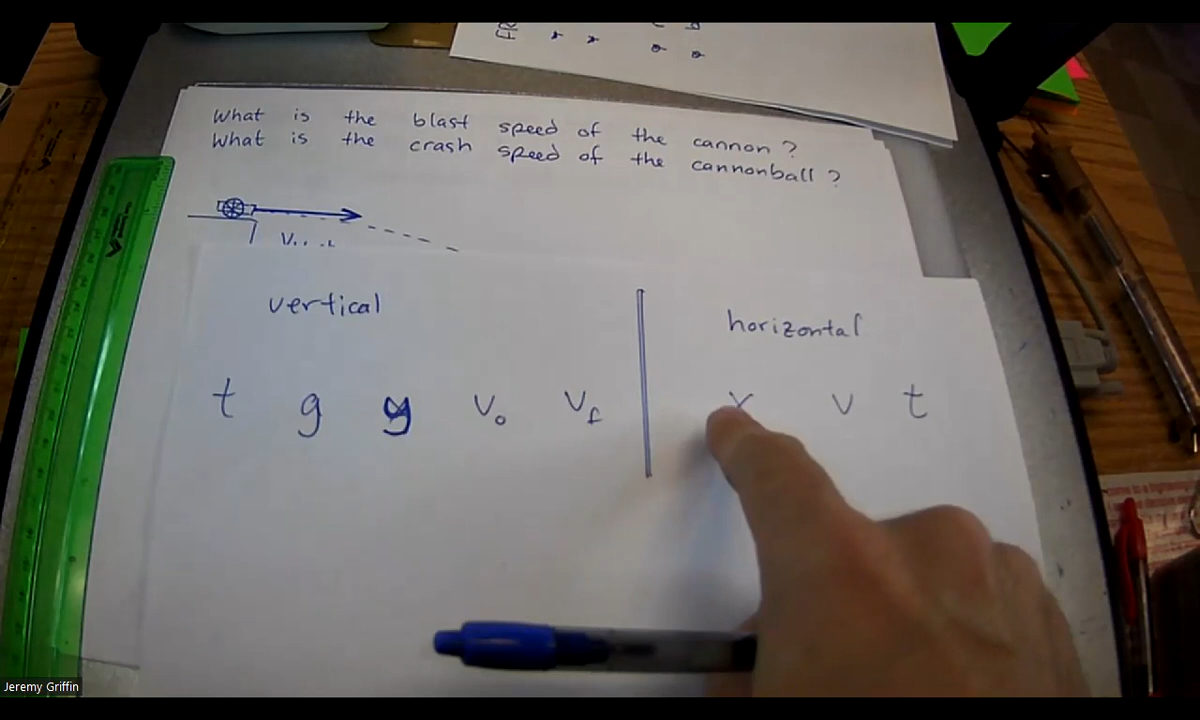 What is the blast speed of the cannon?
What is the crash speed of the cannonball?
vertical
horizontal
t g y v₀ v_f
x v t
Jeremy Griffin